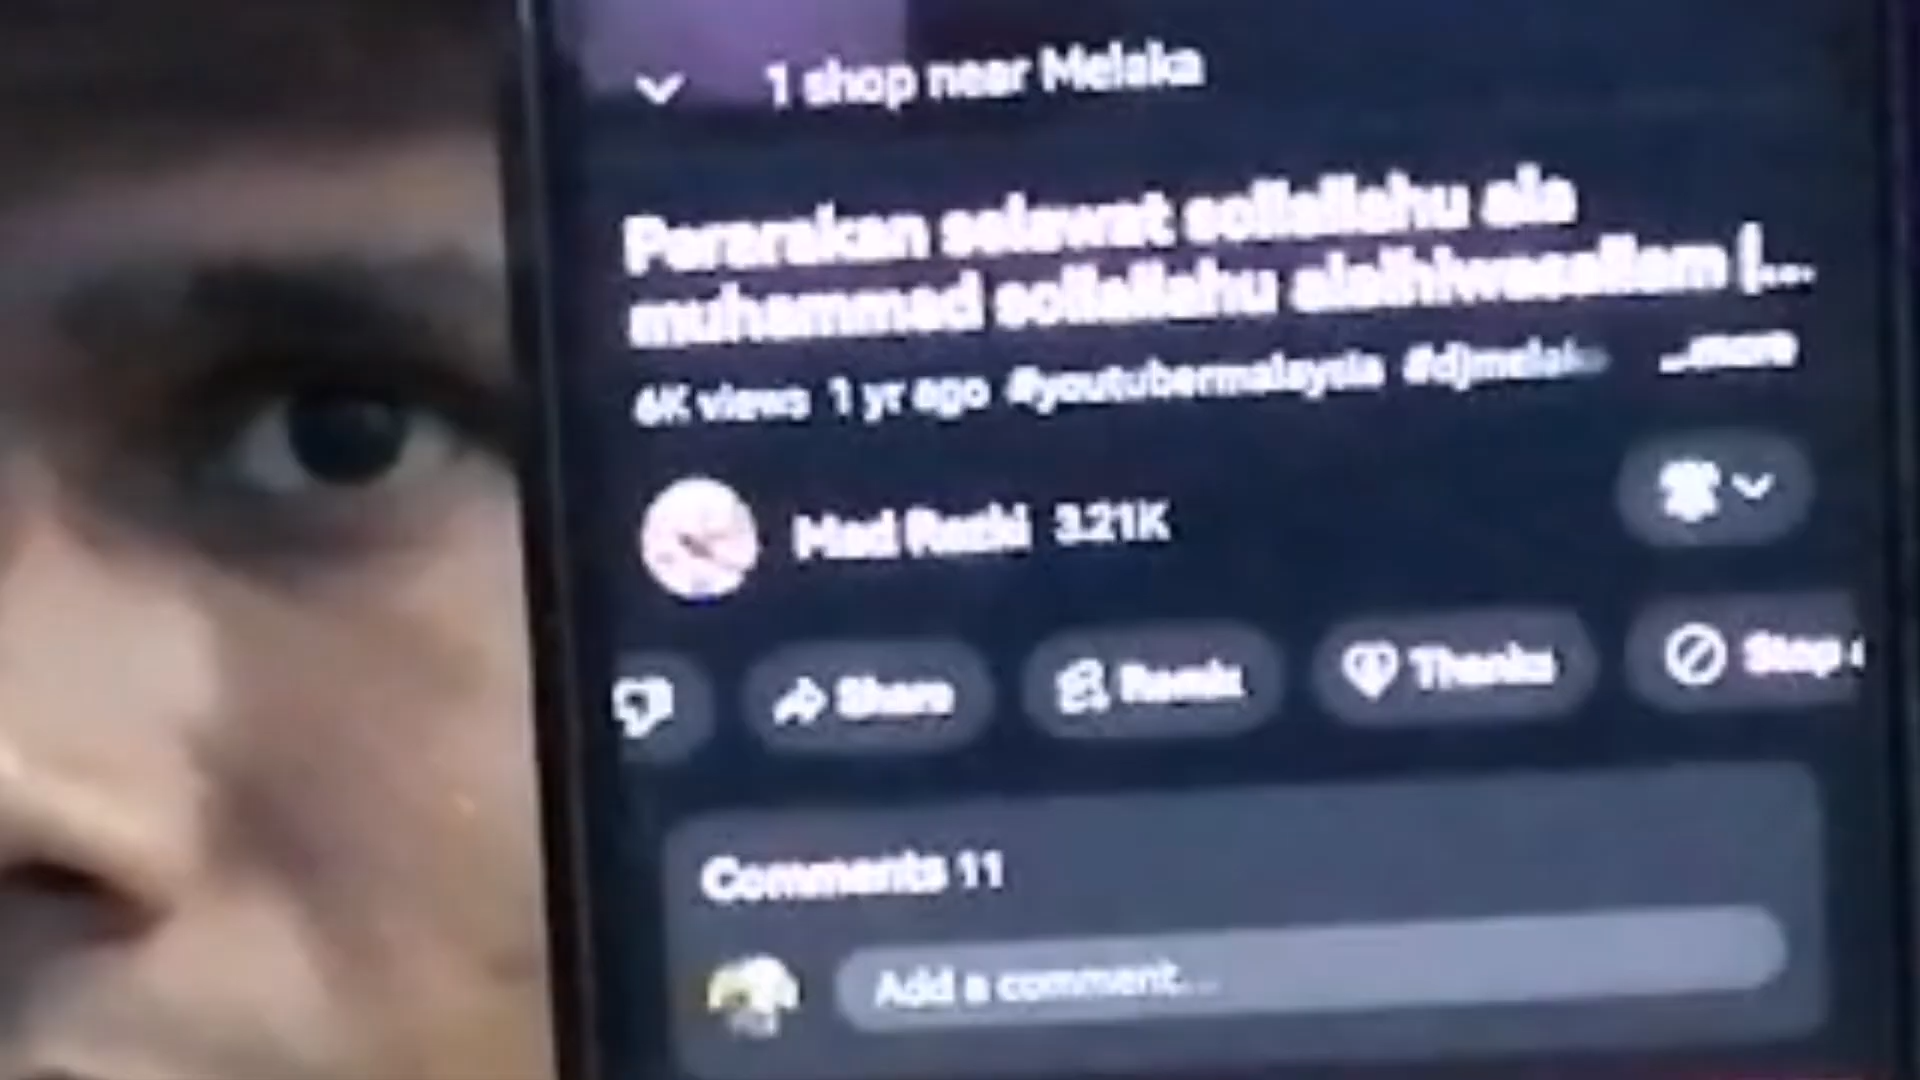 1 shop near Melaka
Perarakan selawat sollallahu ala
muhammad sollallahu alaihiwasallam |...
6K views 1 yr ago #youtubermalaysia #djmelaka ...more
Mad Razki 3.21K
Share Remix Thanks Stop
Comments 11
Add a comment...